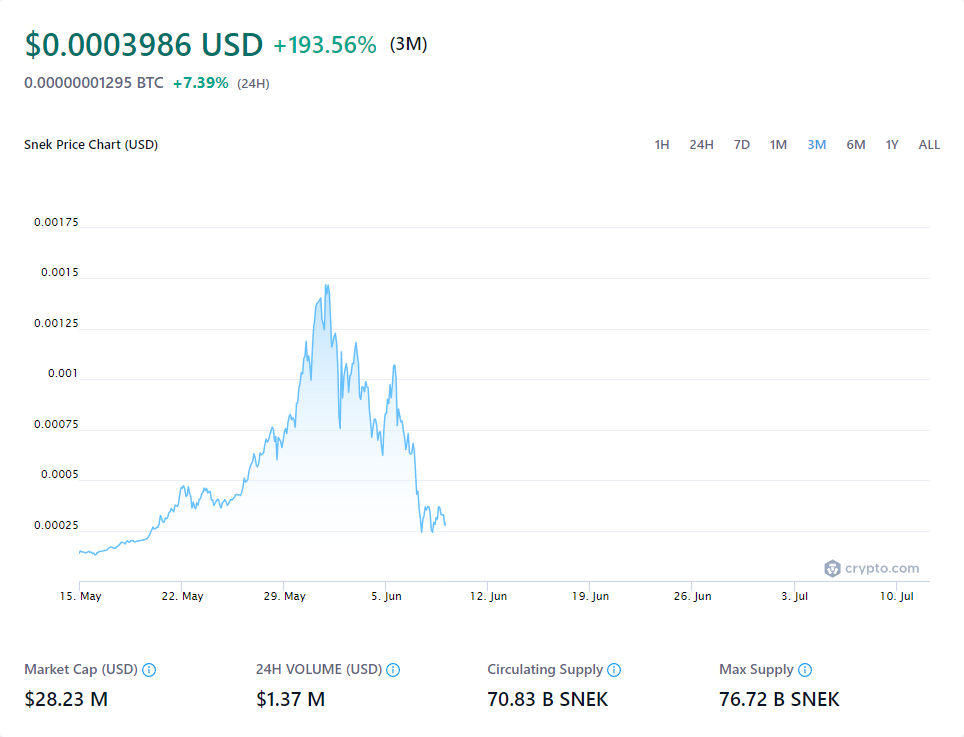 $0.0003986 USD +193.56% (3M)
0.00000001295 BTC +7.39% (24H)
Snek Price Chart (USD)
1H 24H 7D 1M 3M 6M 1Y ALL
0.00175
0.0015
0.00125
0.001
0.00075
0.0005
0.00025
crypto.com
15. May 22. May 29. May 5. Jun 12. Jun 19. Jun 26. Jun 3. Jul 10. Jul
Market Cap (USD) 24H VOLUME (USD) Circulating Supply Max Supply
$28.23 M $1.37 M 70.83 B SNEK 76.72 B SNEK